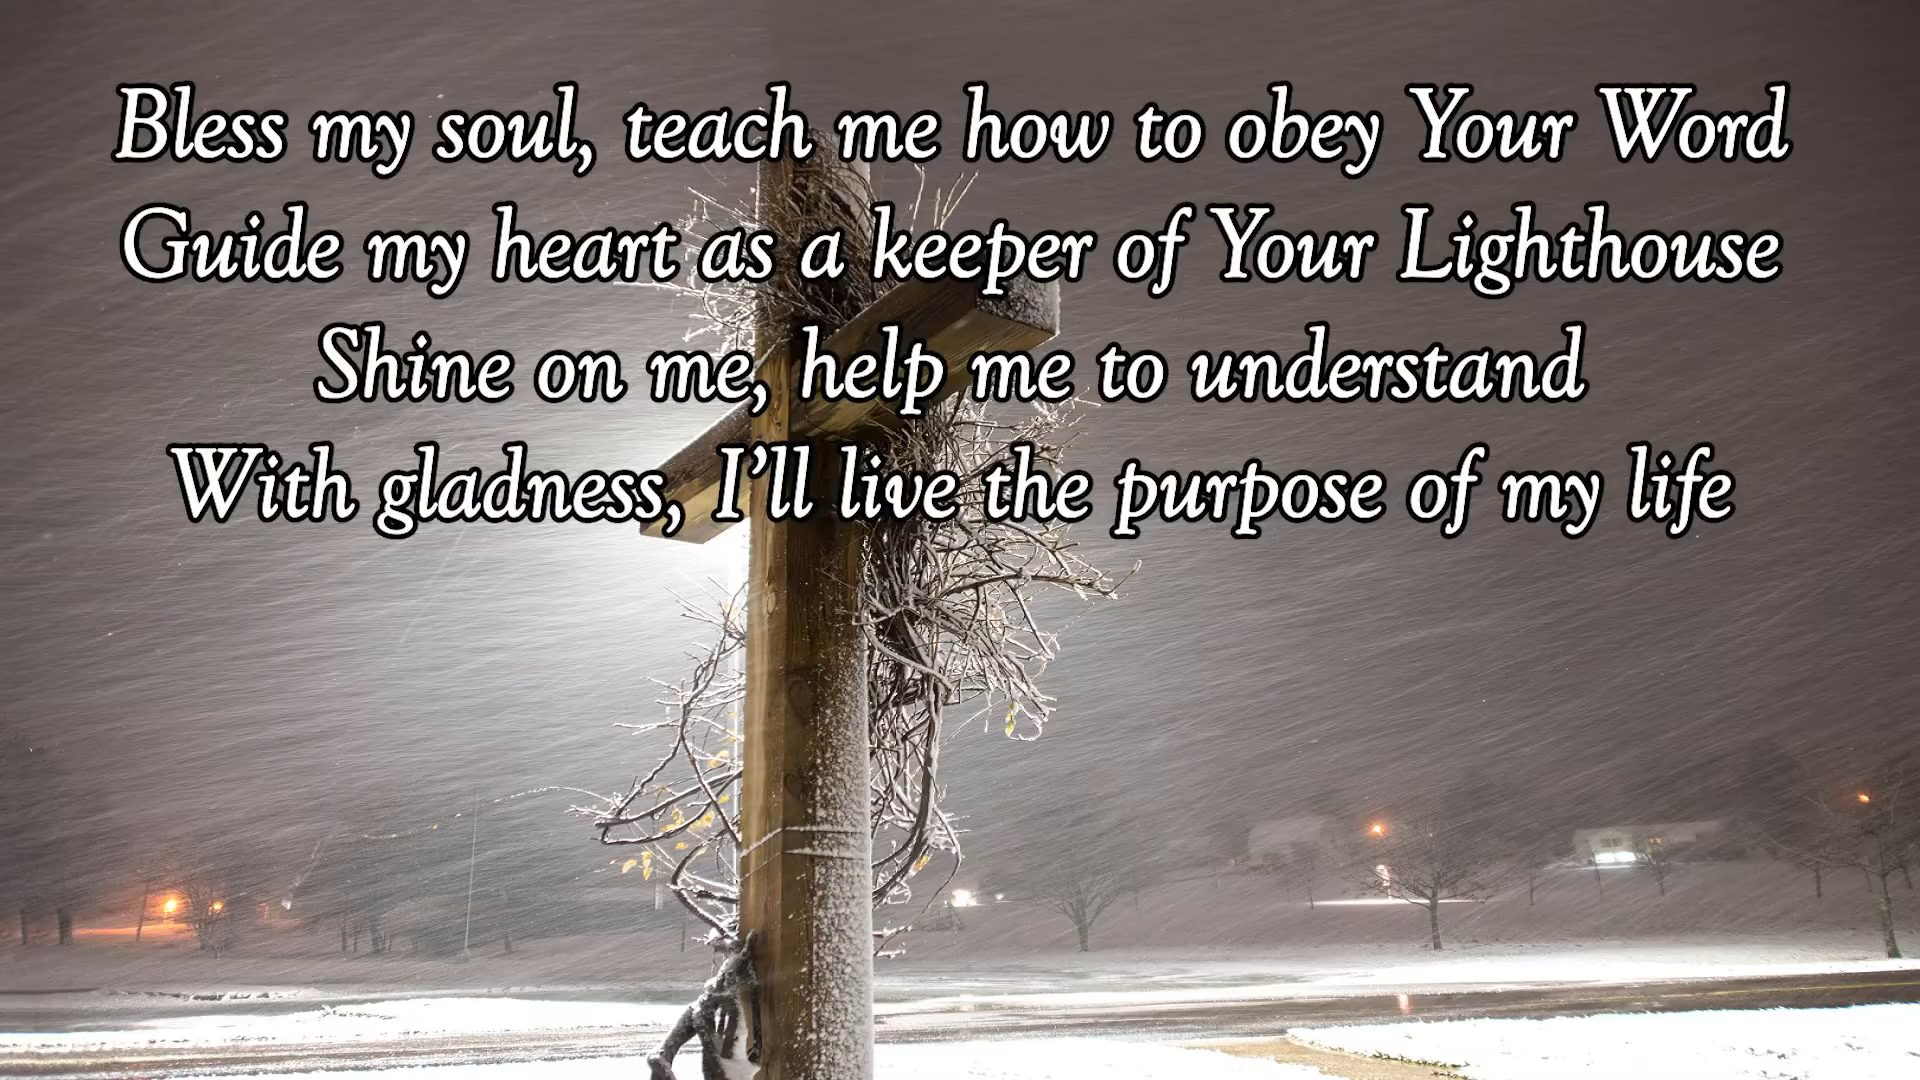 Bless my soul, teach me how to obey Your Word
Guide my heart as a keeper of Your Lighthouse
Shine on me, help me to understand
With gladness, I’ll live the purpose of my life